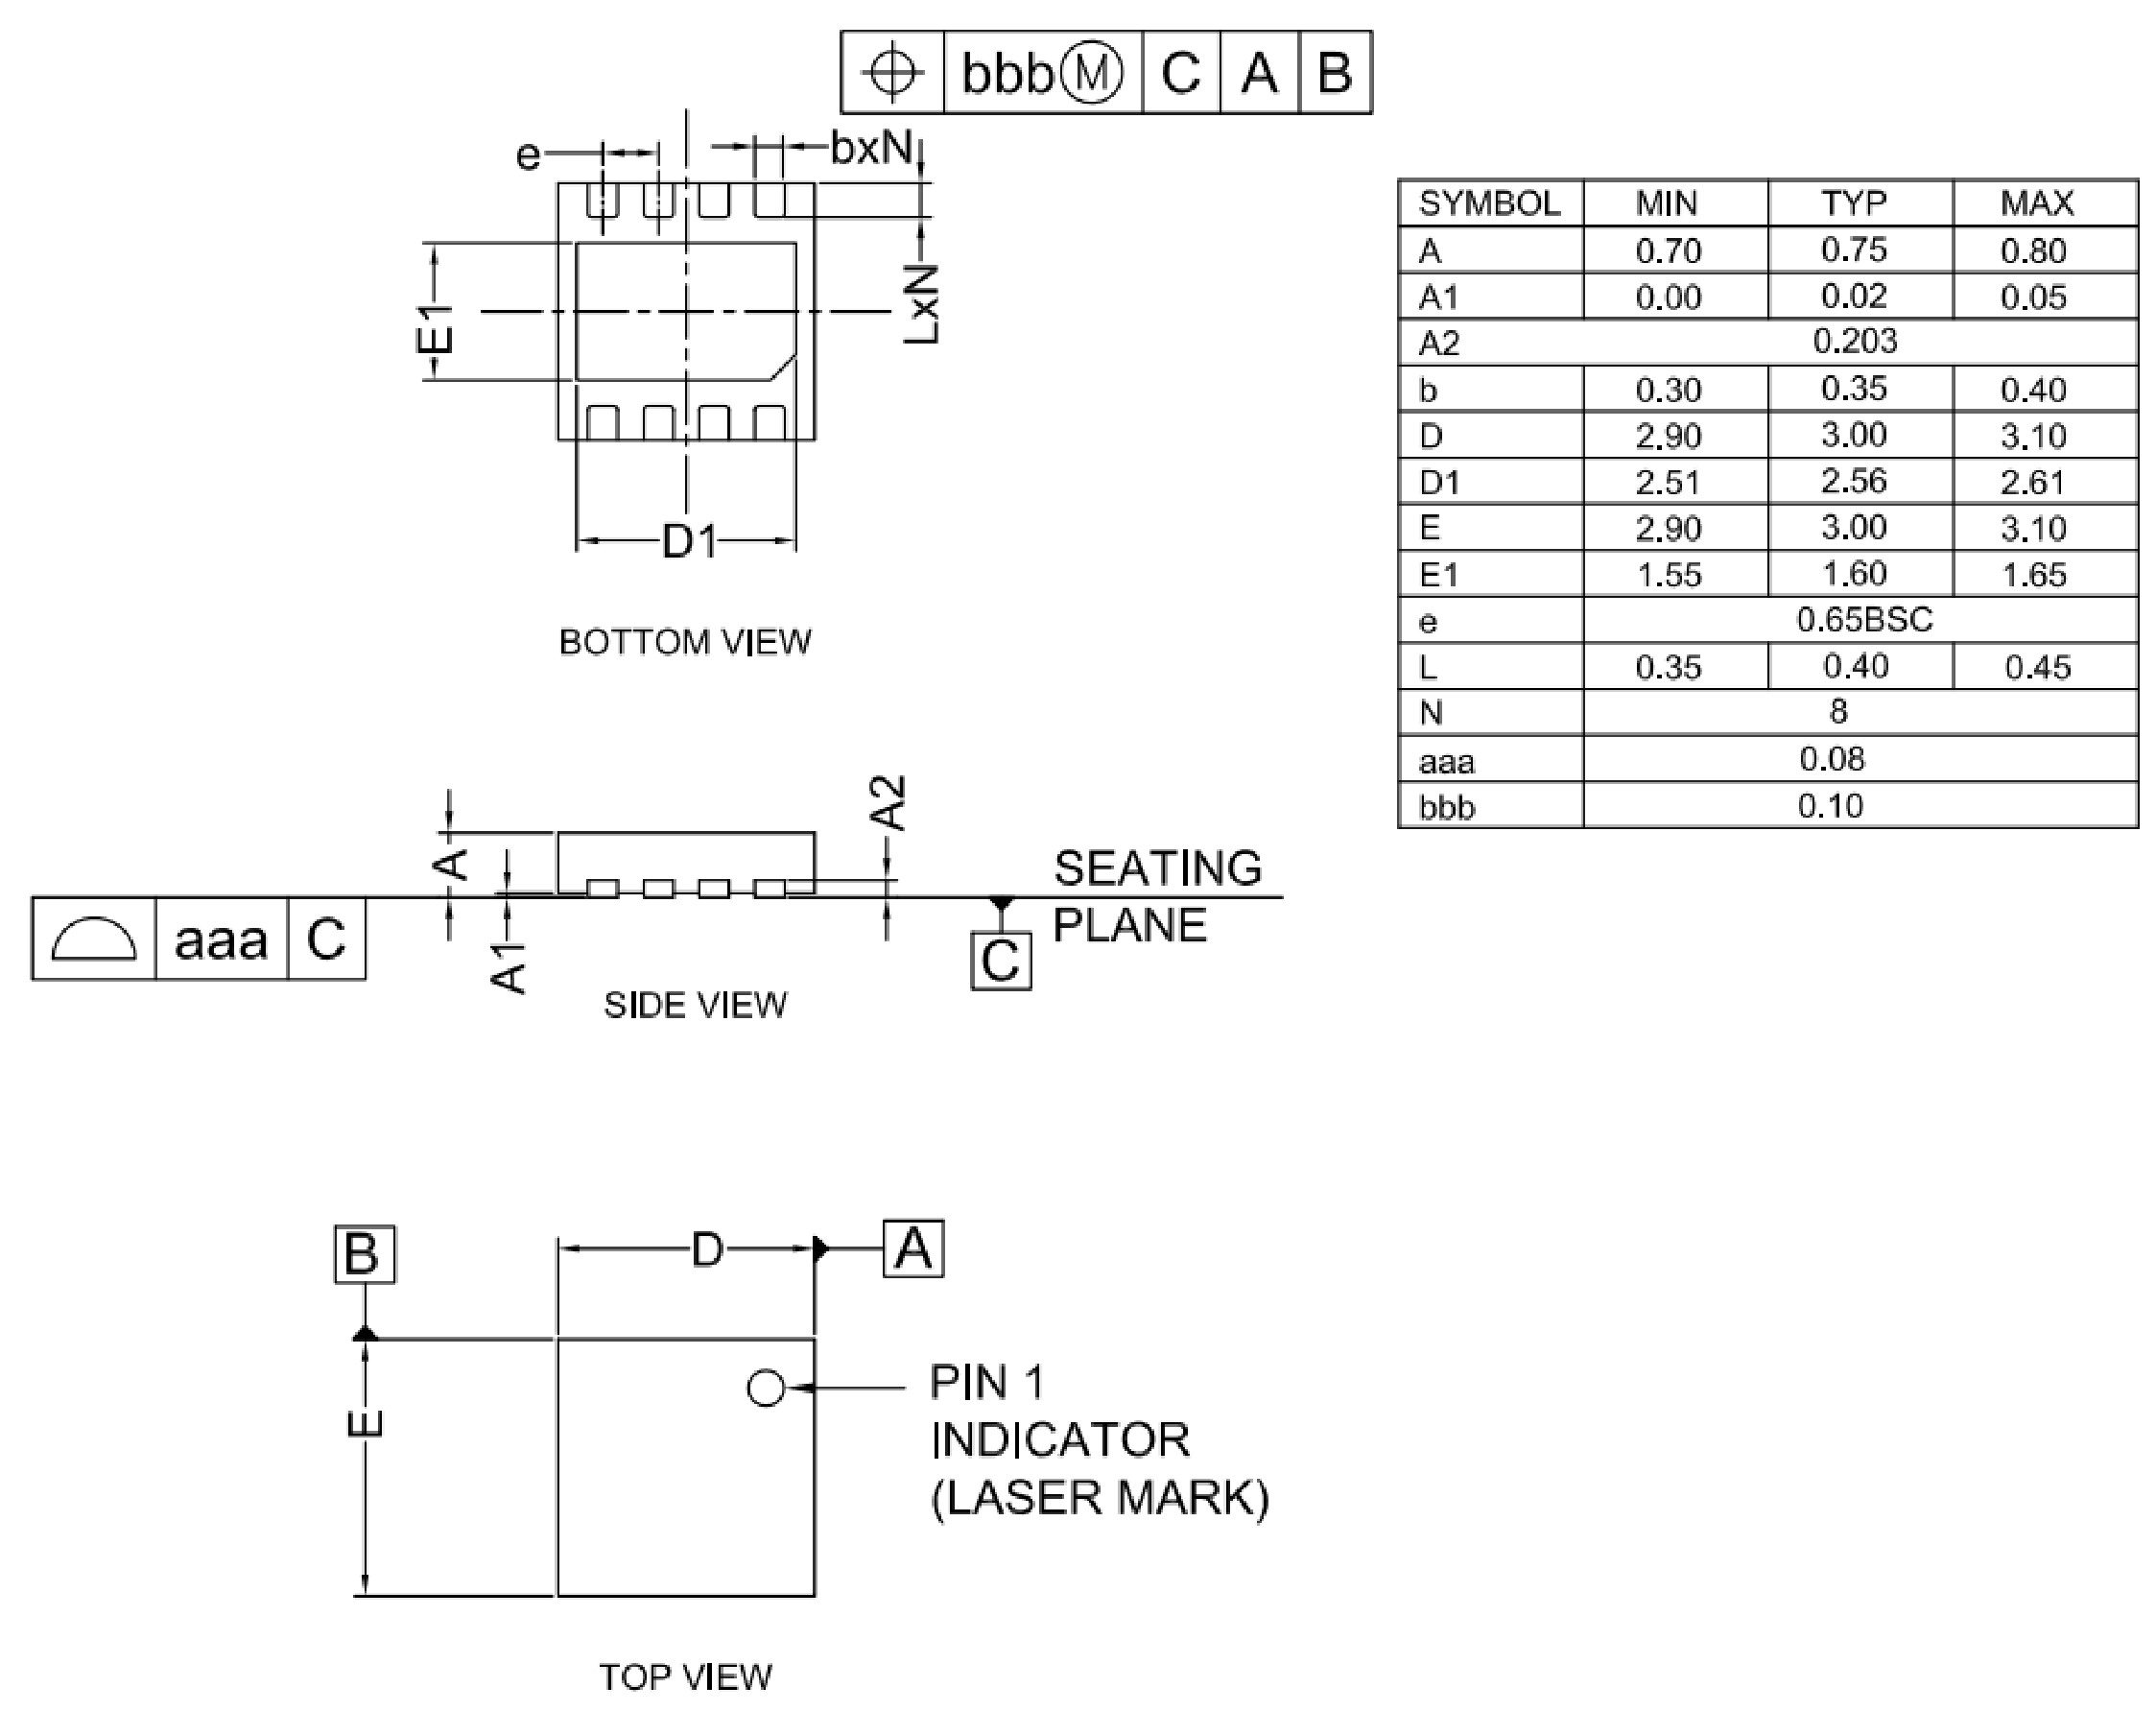 bbbⓂ C A B
e
bxN
LxN
E1
D1
BOTTOM VIEW
SYMBOL MIN TYP MAX
A 0.70 0.75 0.80
A1 0.00 0.02 0.05
A2 0.203
b 0.30 0.35 0.40
D 2.90 3.00 3.10
D1 2.51 2.56 2.61
E 2.90 3.00 3.10
E1 1.55 1.60 1.65
e 0.65BSC
L 0.35 0.40 0.45
N 8
aaa 0.08
bbb 0.10
A
A1
A2
aaa C
SEATING
PLANE
C
SIDE VIEW
B
D
A
E
PIN 1
INDICATOR
(LASER MARK)
TOP VIEW